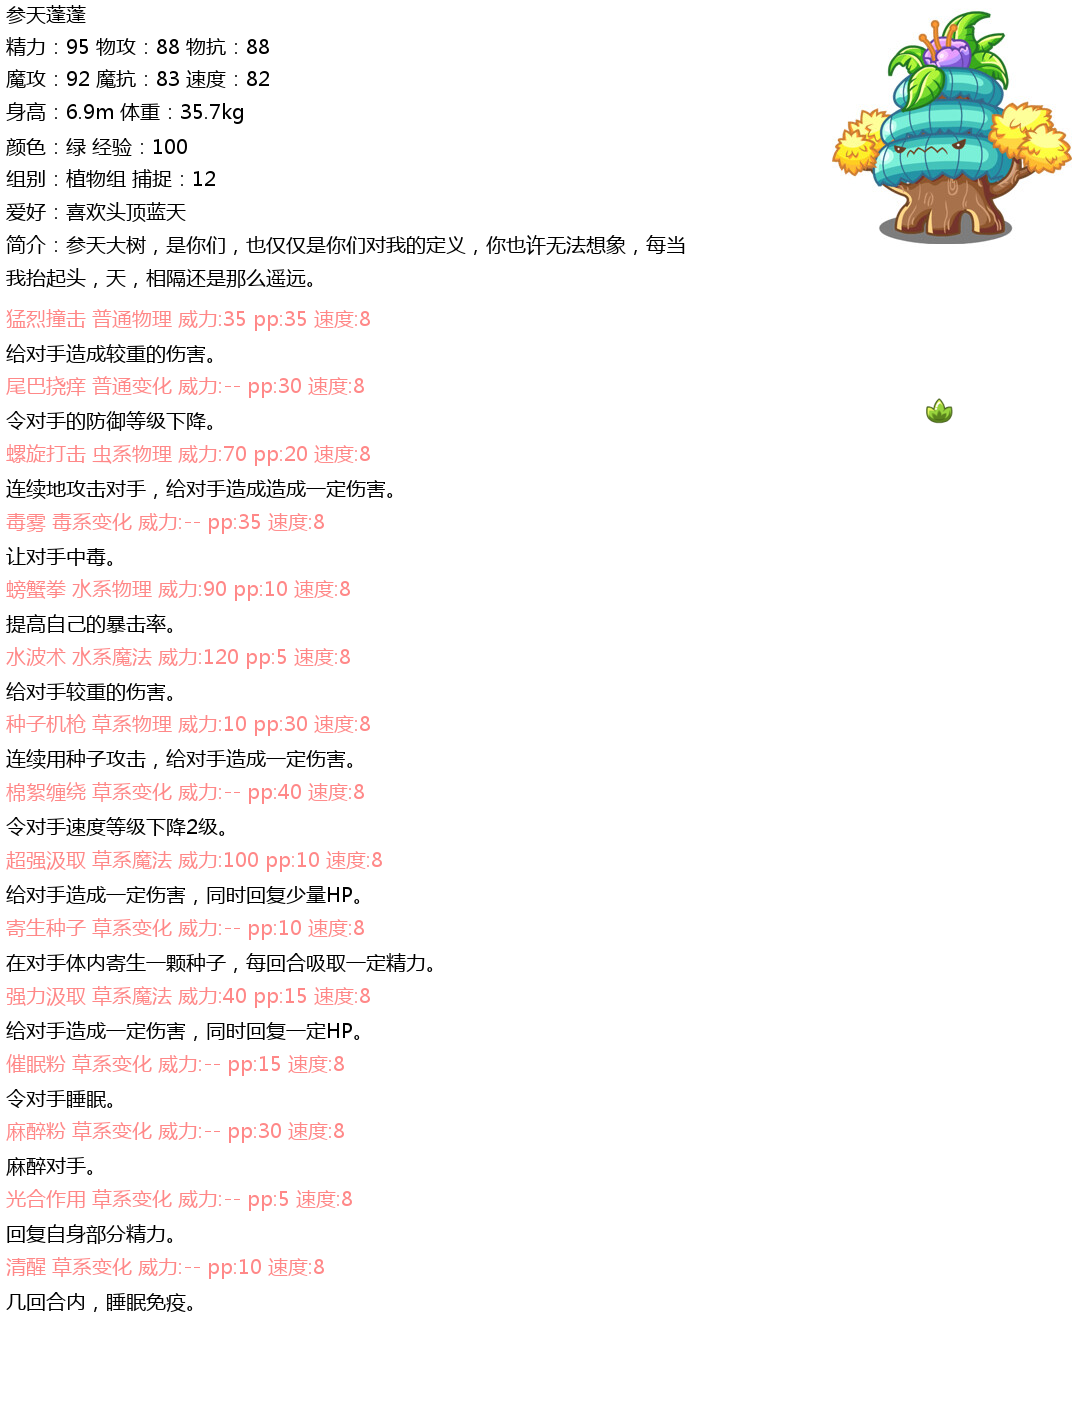 参天蓬蓬
精力：95 物攻：88 物抗：88
魔攻：92 魔抗：83 速度：82
身高：6.9m 体重：35.7kg
颜色：绿 经验：100
组别：植物组 捕捉：12
爱好：喜欢头顶蓝天
简介：参天大树，是你们，也仅仅是你们对我的定义，你也许无法想象，每当
我抬起头，天，相隔还是那么遥远。
猛烈撞击 普通物理 威力:35 pp:35 速度:8
给对手造成较重的伤害。
尾巴挠痒 普通变化 威力:-- pp:30 速度:8
令对手的防御等级下降。
螺旋打击 虫系物理 威力:70 pp:20 速度:8
连续地攻击对手，给对手造成造成一定伤害。
毒雾 毒系变化 威力:-- pp:35 速度:8
让对手中毒。
螃蟹拳 水系物理 威力:90 pp:10 速度:8
提高自己的暴击率。
水波术 水系魔法 威力:120 pp:5 速度:8
给对手较重的伤害。
种子机枪 草系物理 威力:10 pp:30 速度:8
连续用种子攻击，给对手造成一定伤害。
棉絮缠绕 草系变化 威力:-- pp:40 速度:8
令对手速度等级下降2级。
超强汲取 草系魔法 威力:100 pp:10 速度:8
给对手造成一定伤害，同时回复少量HP。
寄生种子 草系变化 威力:-- pp:10 速度:8
在对手体内寄生一颗种子，每回合吸取一定精力。
强力汲取 草系魔法 威力:40 pp:15 速度:8
给对手造成一定伤害，同时回复一定HP。
催眠粉 草系变化 威力:-- pp:15 速度:8
令对手睡眠。
麻醉粉 草系变化 威力:-- pp:30 速度:8
麻醉对手。
光合作用 草系变化 威力:-- pp:5 速度:8
回复自身部分精力。
清醒 草系变化 威力:-- pp:10 速度:8
几回合内，睡眠免疫。